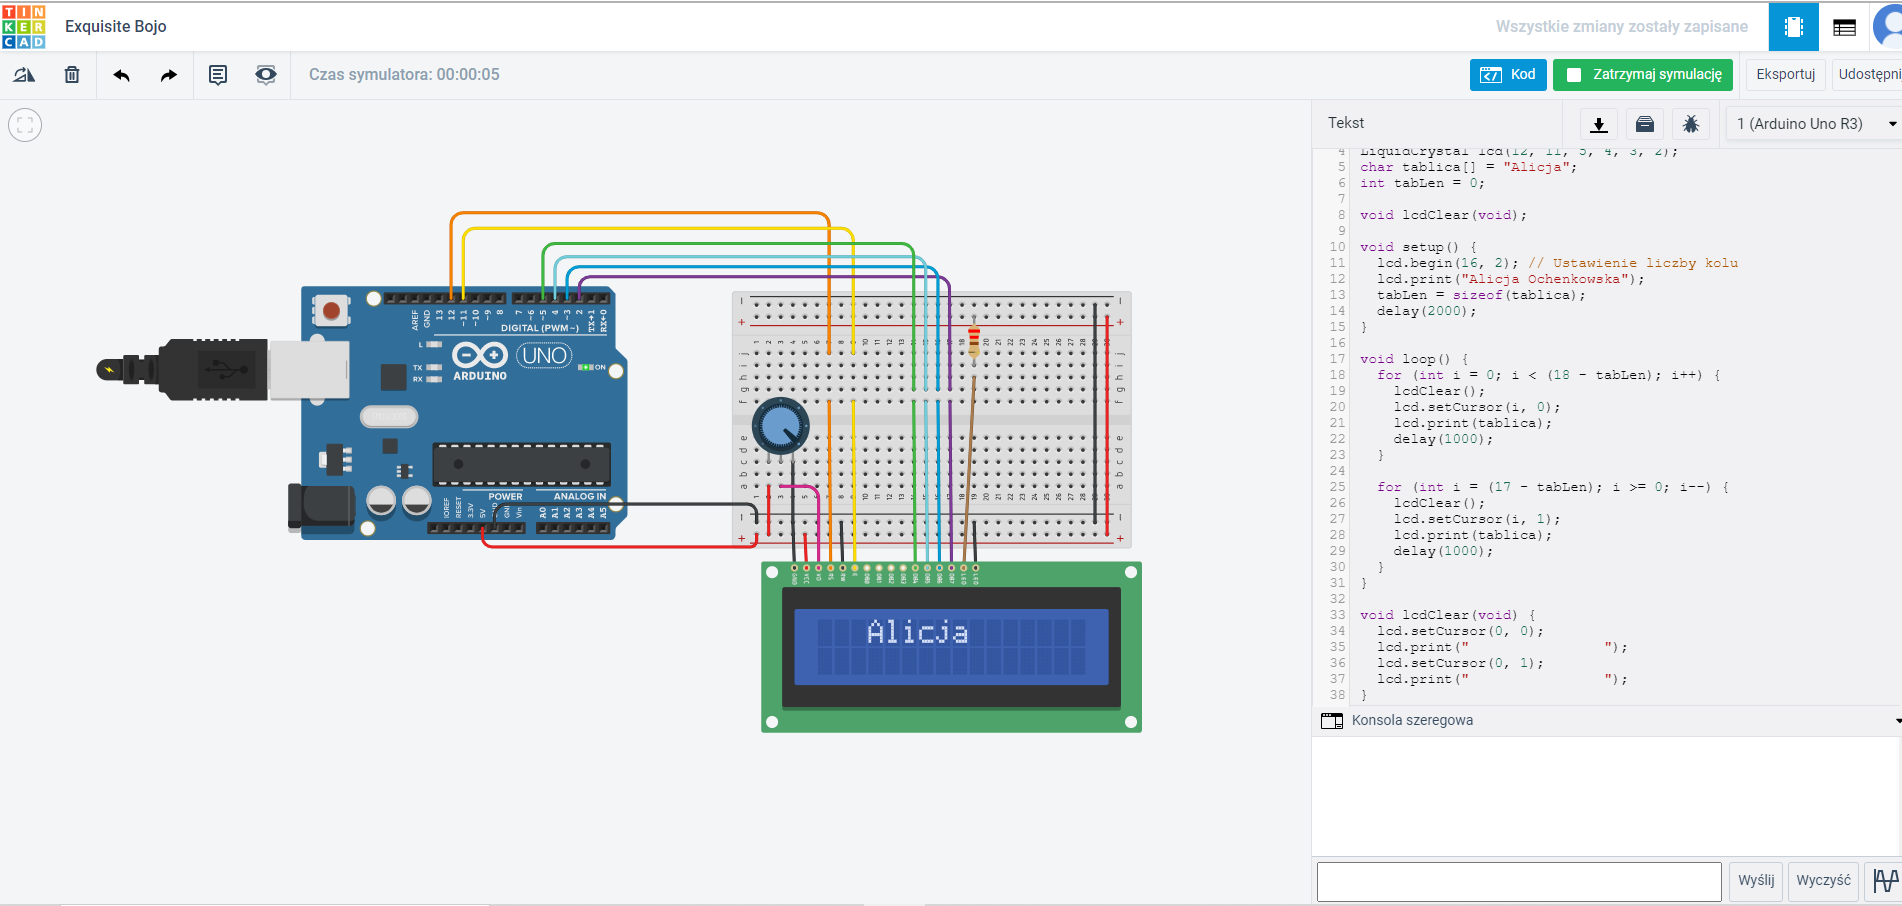 TIN
KER
CAD
Exquisite Bojo
Wszystkie zmiany zostały zapisane
Czas symulatora: 00:00:05
Kod
Zatrzymaj symulację
Eksportuj
Udostępni
Tekst
1 (Arduino Uno R3)
4 LiquidCrystal lcd(12, 11, 5, 4, 3, 2);
5 char tablica[] = "Alicja";
6 int tabLen = 0;
7
8 void lcdClear(void);
9
10 void setup() {
11 lcd.begin(16, 2); // Ustawienie liczby kolu
12 lcd.print("Alicja Ochenkowska");
13 tabLen = sizeof(tablica);
14 delay(2000);
15 }
16
17 void loop() {
18 for (int i = 0; i < (18 - tabLen); i++) {
19 lcdClear();
20 lcd.setCursor(i, 0);
21 lcd.print(tablica);
22 delay(1000);
23 }
24
25 for (int i = (17 - tabLen); i >= 0; i--) {
26 lcdClear();
27 lcd.setCursor(i, 1);
28 lcd.print(tablica);
29 delay(1000);
30 }
31 }
32
33 void lcdClear(void) {
34 lcd.setCursor(0, 0);
35 lcd.print("                ");
36 lcd.setCursor(0, 1);
37 lcd.print("                ");
38 }
Konsola szeregowa
Wyślij
Wyczyść
AREF
GND
13
12
~11
~10
~9
8
7
~6
~5
4
~3
2
TX→1
RX←0
DIGITAL (PWM~)
L
TX
RX
ARDUINO
UNO
ON
POWER
ANALOG IN
IOREF
RESET
3.3V
5V
GND
Vin
A0
A1
A2
A3
A4
A5
Alicja